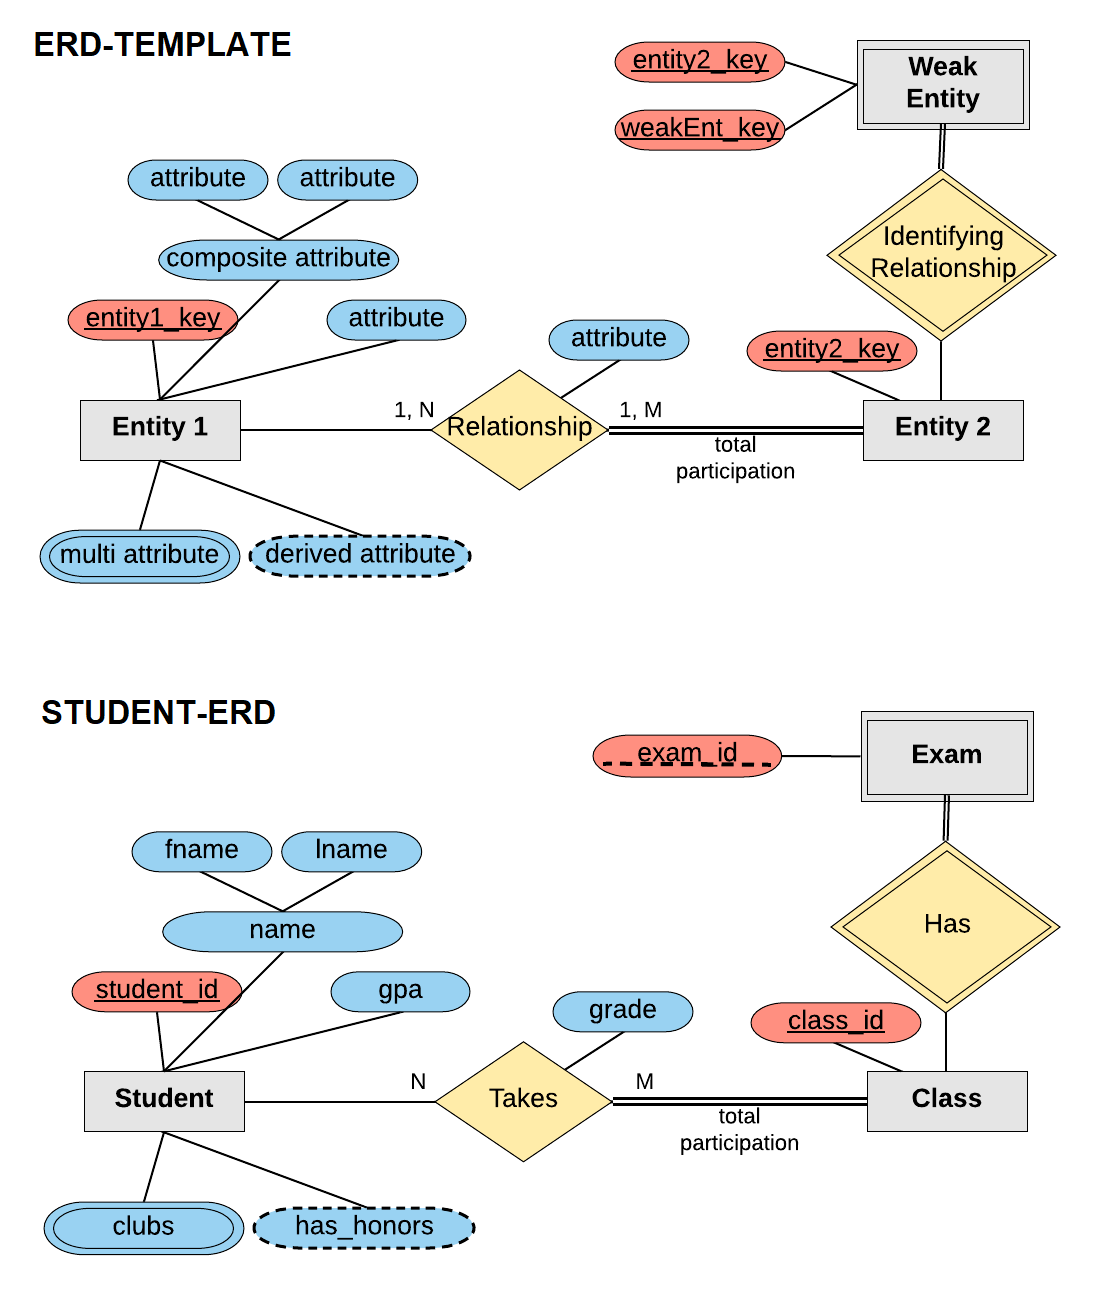 ERD-TEMPLATE
entity2_key
Weak
Entity
weakEnt_key
attribute
attribute
composite attribute
Identifying
Relationship
entity1_key
attribute
attribute
entity2_key
Entity 1
1, N
Relationship
1, M
total
participation
Entity 2
multi attribute
derived attribute
STUDENT-ERD
exam_id
Exam
fname
lname
name
Has
student_id
gpa
grade
class_id
Student
N
Takes
M
total
participation
Class
clubs
has_honors